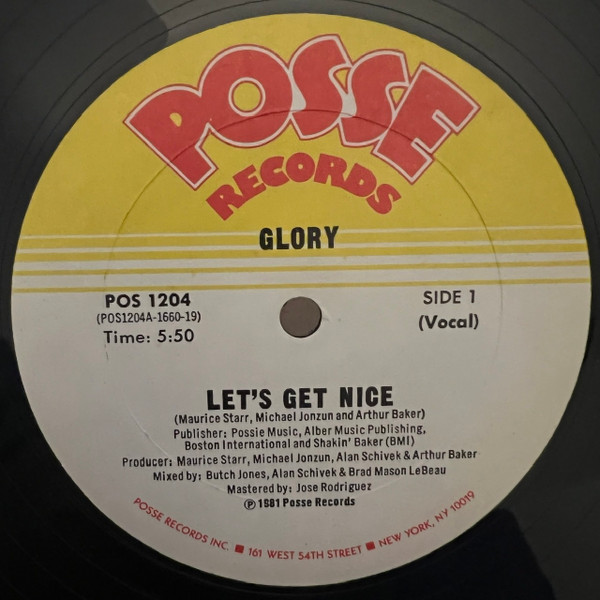 POSSE
RECORDS
GLORY
POS 1204
(POS1204A-1660-19)
Time: 5:50
SIDE 1
(Vocal)
LET'S GET NICE
(Maurice Starr, Michael Jonzun and Arthur Baker)
Publisher: Possie Music, Alber Music Publishing,
Boston International and Shakin' Baker (BMI)
Producer: Maurice Starr, Michael Jonzun, Alan Schivek & Arthur Baker
Mixed by: Butch Jones, Alan Schivek & Brad Mason LeBeau
Mastered by: Jose Rodriguez
Ⓟ 1981 Posse Records
POSSE RECORDS INC. ■ 161 WEST 54TH STREET ■ NEW YORK, NY 10019